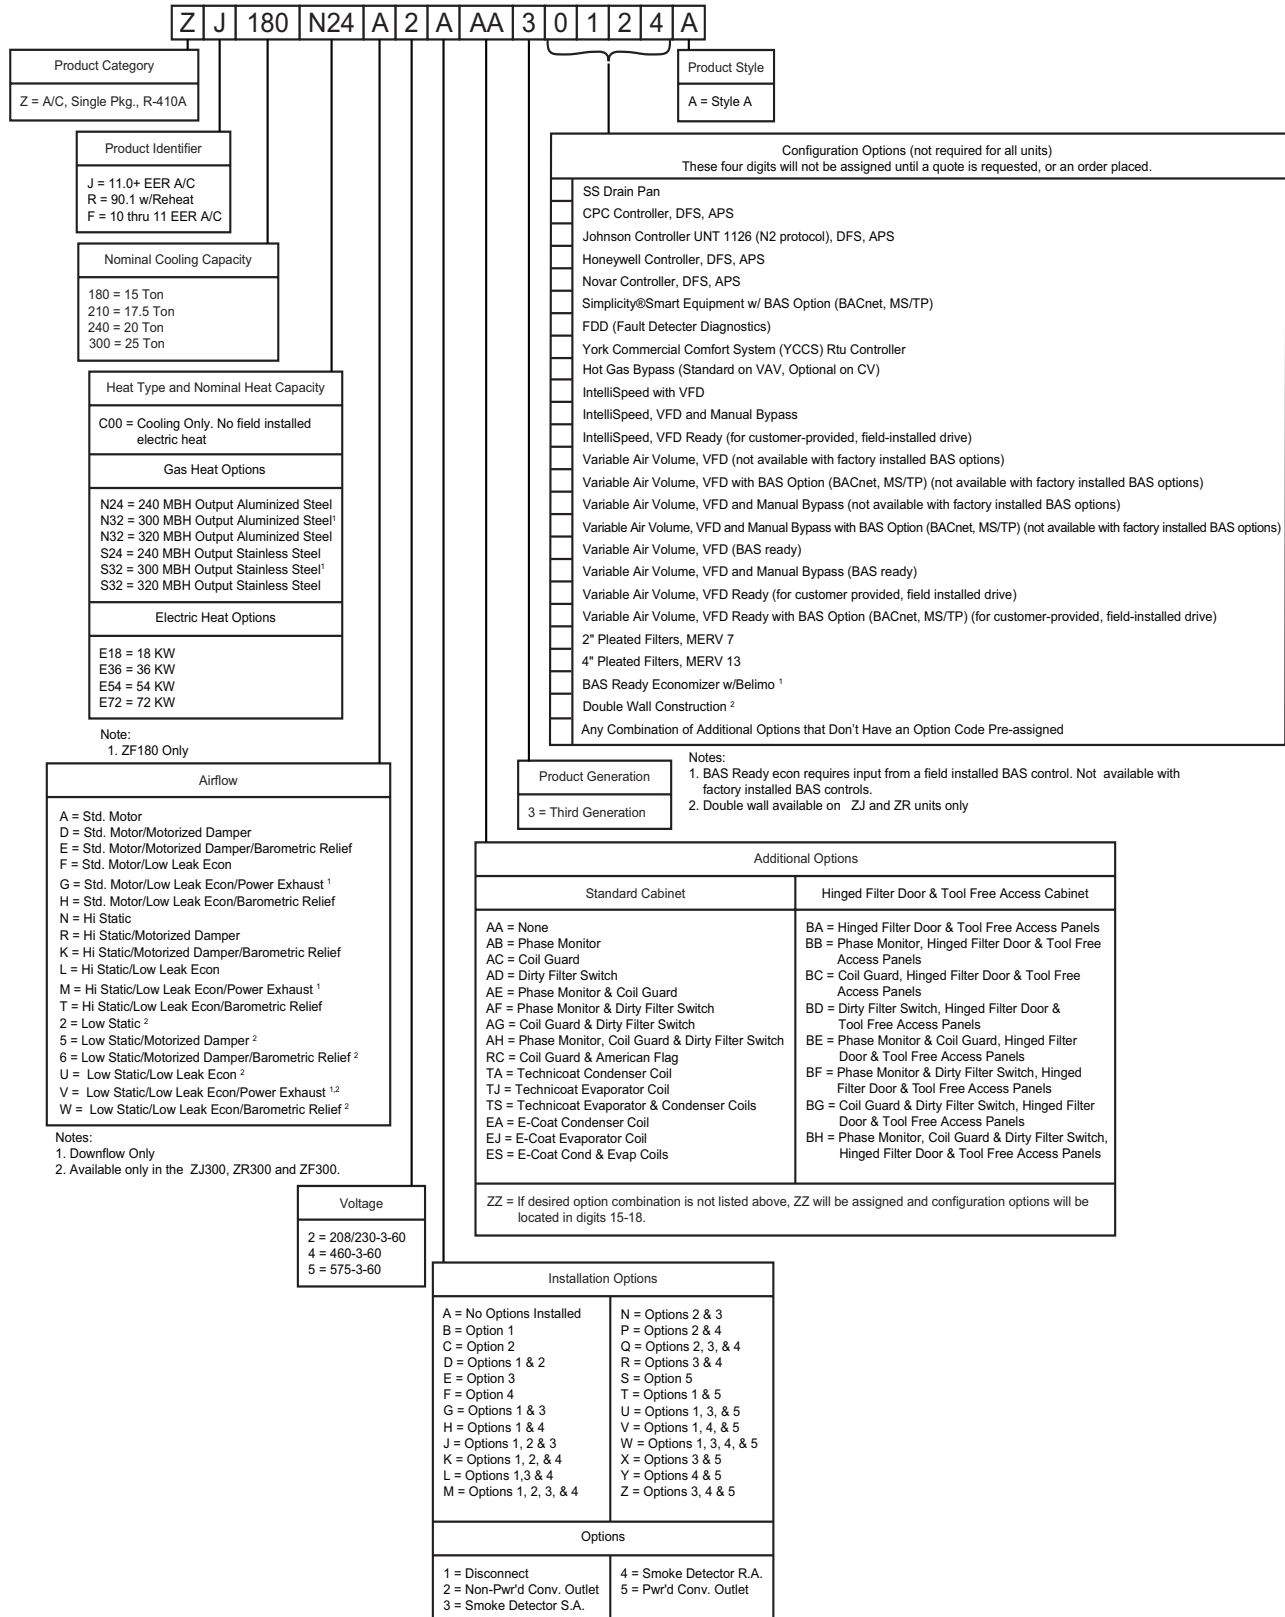 Z J 180 N24 A 2 A AA 3 0 1 2 4 A
Product Category
Z = A/C, Single Pkg., R-410A
Product Style
A = Style A
Product Identifier
J = 11.0+ EER A/C
R = 90.1 w/Reheat
F = 10 thru 11 EER A/C
Nominal Cooling Capacity
180 = 15 Ton
210 = 17.5 Ton
240 = 20 Ton
300 = 25 Ton
Heat Type and Nominal Heat Capacity
C00 = Cooling Only. No field installed
electric heat
Gas Heat Options
N24 = 240 MBH Output Aluminized Steel
N32 = 300 MBH Output Aluminized Steel¹
N32 = 320 MBH Output Aluminized Steel
S24 = 240 MBH Output Stainless Steel
S32 = 300 MBH Output Stainless Steel¹
S32 = 320 MBH Output Stainless Steel
Electric Heat Options
E18 = 18 KW
E36 = 36 KW
E54 = 54 KW
E72 = 72 KW
Note:
1. ZF180 Only
Configuration Options (not required for all units)
These four digits will not be assigned until a quote is requested, or an order placed.
SS Drain Pan
CPC Controller, DFS, APS
Johnson Controller UNT 1126 (N2 protocol), DFS, APS
Honeywell Controller, DFS, APS
Novar Controller, DFS, APS
Simplicity®Smart Equipment w/ BAS Option (BACnet, MS/TP)
FDD (Fault Detecter Diagnostics)
York Commercial Comfort System (YCCS) Rtu Controller
Hot Gas Bypass (Standard on VAV, Optional on CV)
IntelliSpeed with VFD
IntelliSpeed, VFD and Manual Bypass
IntelliSpeed, VFD Ready (for customer-provided, field-installed drive)
Variable Air Volume, VFD (not available with factory installed BAS options)
Variable Air Volume, VFD with BAS Option (BACnet, MS/TP) (not available with factory installed BAS options)
Variable Air Volume, VFD and Manual Bypass (not available with factory installed BAS options)
Variable Air Volume, VFD and Manual Bypass with BAS Option (BACnet, MS/TP) (not available with factory installed BAS options)
Variable Air Volume, VFD (BAS ready)
Variable Air Volume, VFD and Manual Bypass (BAS ready)
Variable Air Volume, VFD Ready (for customer provided, field installed drive)
Variable Air Volume, VFD Ready with BAS Option (BACnet, MS/TP) (for customer-provided, field-installed drive)
2" Pleated Filters, MERV 7
4" Pleated Filters, MERV 13
BAS Ready Economizer w/Belimo ¹
Double Wall Construction ²
Any Combination of Additional Options that Don't Have an Option Code Pre-assigned
Notes:
1. BAS Ready econ requires input from a field installed BAS control. Not available with
factory installed BAS controls.
2. Double wall available on ZJ and ZR units only
Product Generation
3 = Third Generation
Airflow
A = Std. Motor
D = Std. Motor/Motorized Damper
E = Std. Motor/Motorized Damper/Barometric Relief
F = Std. Motor/Low Leak Econ
G = Std. Motor/Low Leak Econ/Power Exhaust ¹
H = Std. Motor/Low Leak Econ/Barometric Relief
N = Hi Static
R = Hi Static/Motorized Damper
K = Hi Static/Motorized Damper/Barometric Relief
L = Hi Static/Low Leak Econ
M = Hi Static/Low Leak Econ/Power Exhaust ¹
T = Hi Static/Low Leak Econ/Barometric Relief
2 = Low Static ²
5 = Low Static/Motorized Damper ²
6 = Low Static/Motorized Damper/Barometric Relief ²
U = Low Static/Low Leak Econ ²
V = Low Static/Low Leak Econ/Power Exhaust ¹,²
W = Low Static/Low Leak Econ/Barometric Relief ²
Notes:
1. Downflow Only
2. Available only in the ZJ300, ZR300 and ZF300.
Additional Options
Standard Cabinet
AA = None
AB = Phase Monitor
AC = Coil Guard
AD = Dirty Filter Switch
AE = Phase Monitor & Coil Guard
AF = Phase Monitor & Dirty Filter Switch
AG = Coil Guard & Dirty Filter Switch
AH = Phase Monitor, Coil Guard & Dirty Filter Switch
RC = Coil Guard & American Flag
TA = Technicoat Condenser Coil
TJ = Technicoat Evaporator Coil
TS = Technicoat Evaporator & Condenser Coils
EA = E-Coat Condenser Coil
EJ = E-Coat Evaporator Coil
ES = E-Coat Cond & Evap Coils
Hinged Filter Door & Tool Free Access Cabinet
BA = Hinged Filter Door & Tool Free Access Panels
BB = Phase Monitor, Hinged Filter Door & Tool Free
Access Panels
BC = Coil Guard, Hinged Filter Door & Tool Free
Access Panels
BD = Dirty Filter Switch, Hinged Filter Door &
Tool Free Access Panels
BE = Phase Monitor & Coil Guard, Hinged Filter
Door & Tool Free Access Panels
BF = Phase Monitor & Dirty Filter Switch, Hinged
Filter Door & Tool Free Access Panels
BG = Coil Guard & Dirty Filter Switch, Hinged Filter
Door & Tool Free Access Panels
BH = Phase Monitor, Coil Guard & Dirty Filter Switch,
Hinged Filter Door & Tool Free Access Panels
ZZ = If desired option combination is not listed above, ZZ will be assigned and configuration options will be
located in digits 15-18.
Voltage
2 = 208/230-3-60
4 = 460-3-60
5 = 575-3-60
Installation Options
A = No Options Installed
B = Option 1
C = Option 2
D = Options 1 & 2
E = Option 3
F = Option 4
G = Options 1 & 3
H = Options 1 & 4
J = Options 1, 2 & 3
K = Options 1, 2, & 4
L = Options 1,3 & 4
M = Options 1, 2, 3, & 4
N = Options 2 & 3
P = Options 2 & 4
Q = Options 2, 3, & 4
R = Options 3 & 4
S = Option 5
T = Options 1 & 5
U = Options 1, 3, & 5
V = Options 1, 4, & 5
W = Options 1, 3, 4, & 5
X = Options 3 & 5
Y = Options 4 & 5
Z = Options 3, 4 & 5
Options
1 = Disconnect
2 = Non-Pwr'd Conv. Outlet
3 = Smoke Detector S.A.
4 = Smoke Detector R.A.
5 = Pwr'd Conv. Outlet